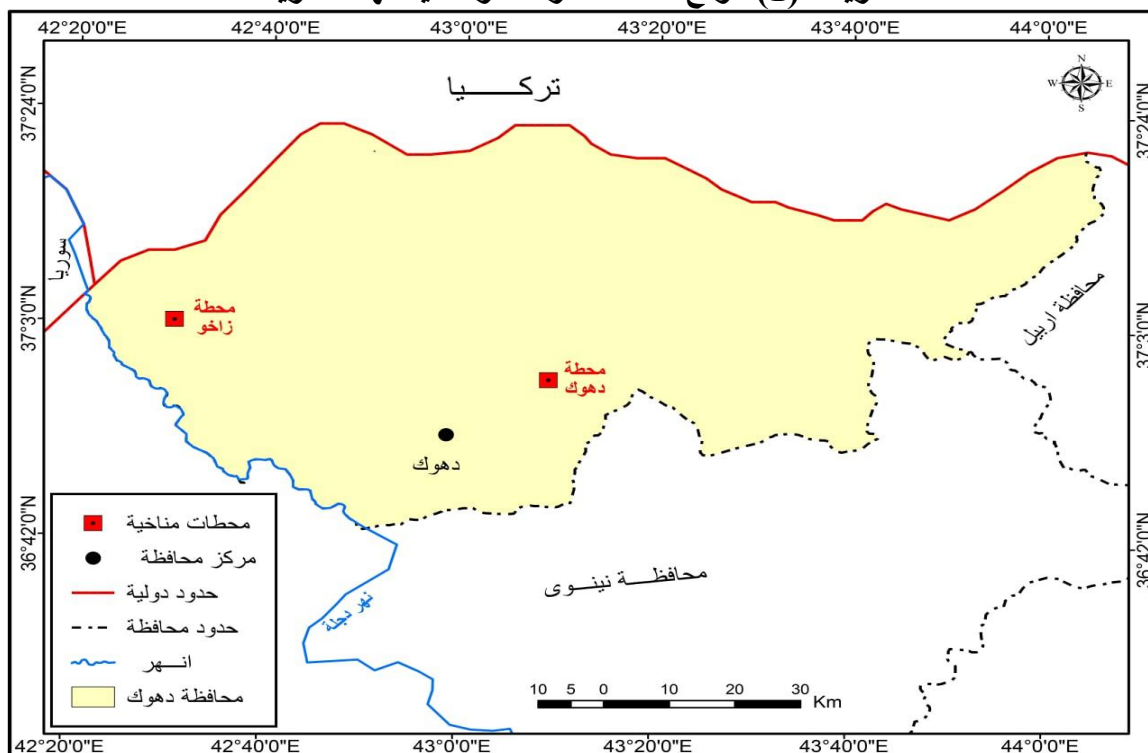 42°20'0"E 42°40'0"E 43°0'0"E 43°20'0"E 43°40'0"E 44°0'0"E
37°24'0"N
37°24'0"N
37°3'0"N
37°3'0"N
36°42'0"N
36°42'0"N
N
W E
S
تركيا
سوريا
محطة
زاخو
محطة
دهوك
دهوك
محافظة اربيل
محافظة نينوى
نهر دجلة
محطات مناخية
مركز محافظة
حدود دولية
حدود محافظة
انهر
محافظة دهوك
10 5 0 10 20 30 Km
42°20'0"E 42°40'0"E 43°0'0"E 43°20'0"E 43°40'0"E 44°0'0"E